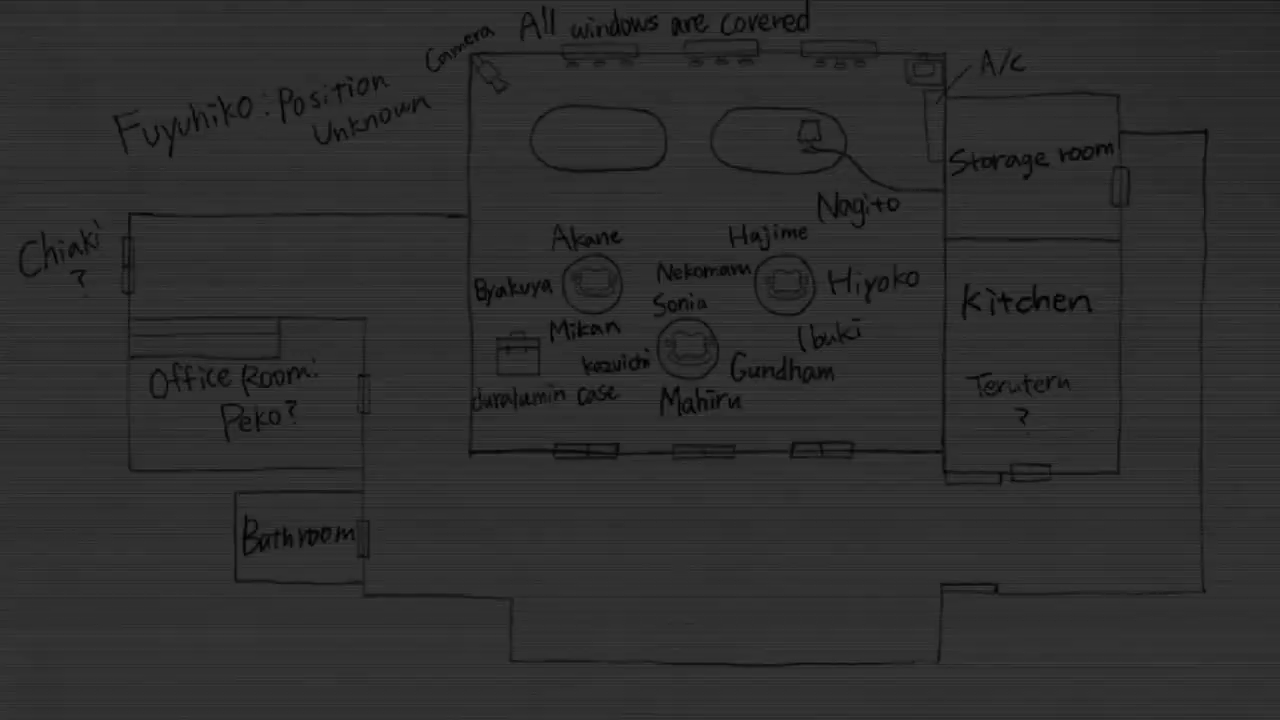 Camera
All windows are covered
A/C
Fuyuhiko: Position
Unknown
Storage room
Nagito
Chiaki
?
Akane
Hajime
Byakuya
Nekomaru
Hiyoko
Sonia
Kitchen
Mikan
Ibuki
kazuichi
Gundham
Office Room:
Peko?
duralumin case
Mahiru
Teruteru
?
Bathroom